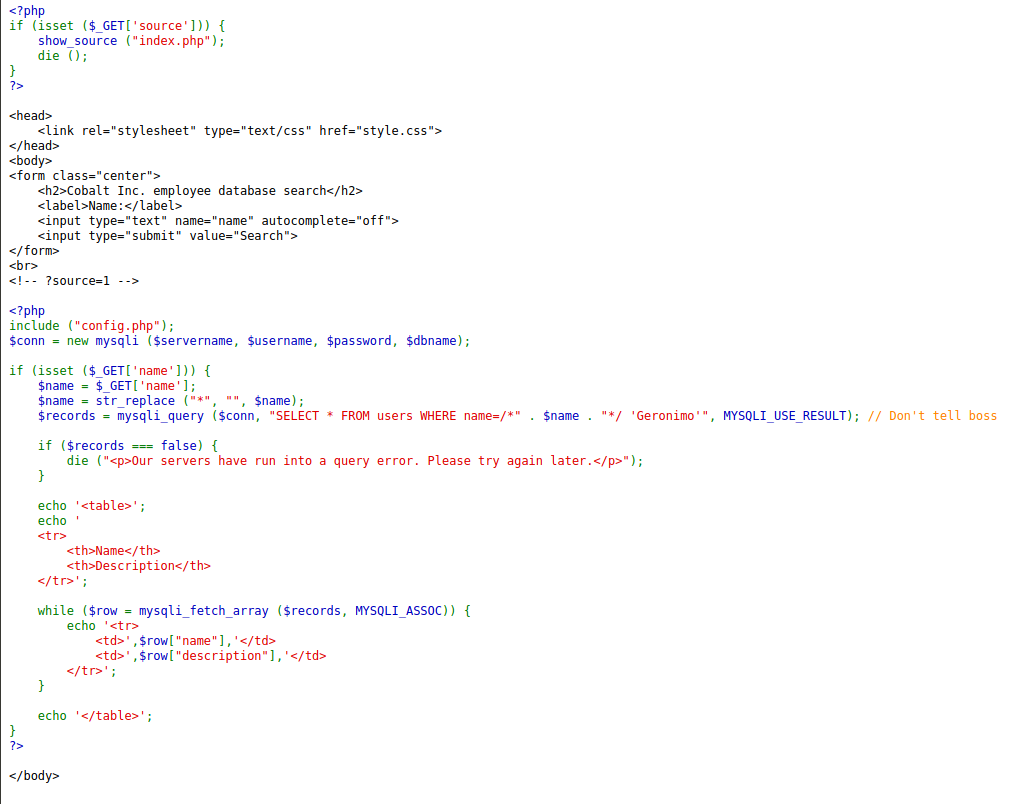 <?php
if (isset ($_GET['source'])) {
    show_source ("index.php");
    die ();
}
?>

<head>
    <link rel="stylesheet" type="text/css" href="style.css">
</head>
<body>
<form class="center">
    <h2>Cobalt Inc. employee database search</h2>
    <label>Name:</label>
    <input type="text" name="name" autocomplete="off">
    <input type="submit" value="Search">
</form>
<br>
<!-- ?source=1 -->

<?php
include ("config.php");
$conn = new mysqli ($servername, $username, $password, $dbname);

if (isset ($_GET['name'])) {
    $name = $_GET['name'];
    $name = str_replace ("*", "", $name);
    $records = mysqli_query ($conn, "SELECT * FROM users WHERE name=/*" . $name . "*/ 'Geronimo'", MYSQLI_USE_RESULT); // Don't tell boss

    if ($records === false) {
        die ("<p>Our servers have run into a query error. Please try again later.</p>");
    }

    echo '<table>';
    echo '
    <tr>
        <th>Name</th>
        <th>Description</th>
    </tr>';

    while ($row = mysqli_fetch_array ($records, MYSQLI_ASSOC)) {
        echo '<tr>
            <td>',$row["name"],'</td>
            <td>',$row["description"],'</td>
        </tr>';
    }

    echo '</table>';
}
?>

</body>